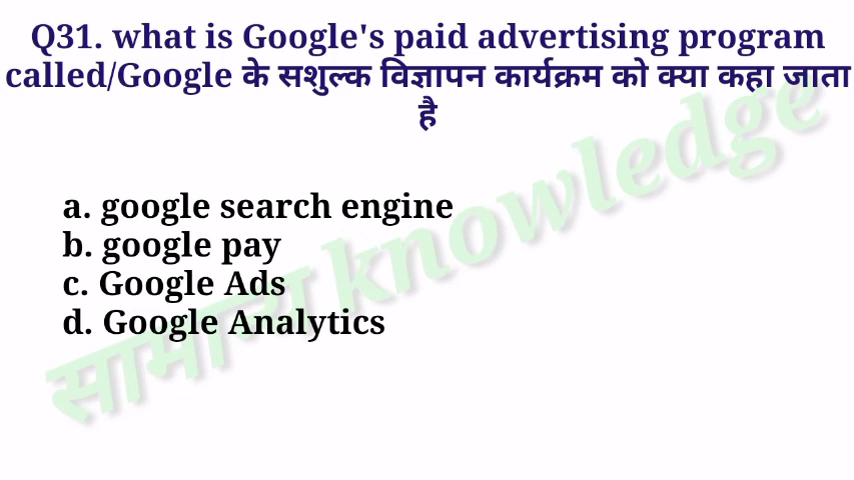 Q31. what is Google's paid advertising program
called/Google के सशुल्क विज्ञापन कार्यक्रम को क्या कहा जाता
है
a. google search engine
b. google pay
c. Google Ads
d. Google Analytics
सामान्य knowledge